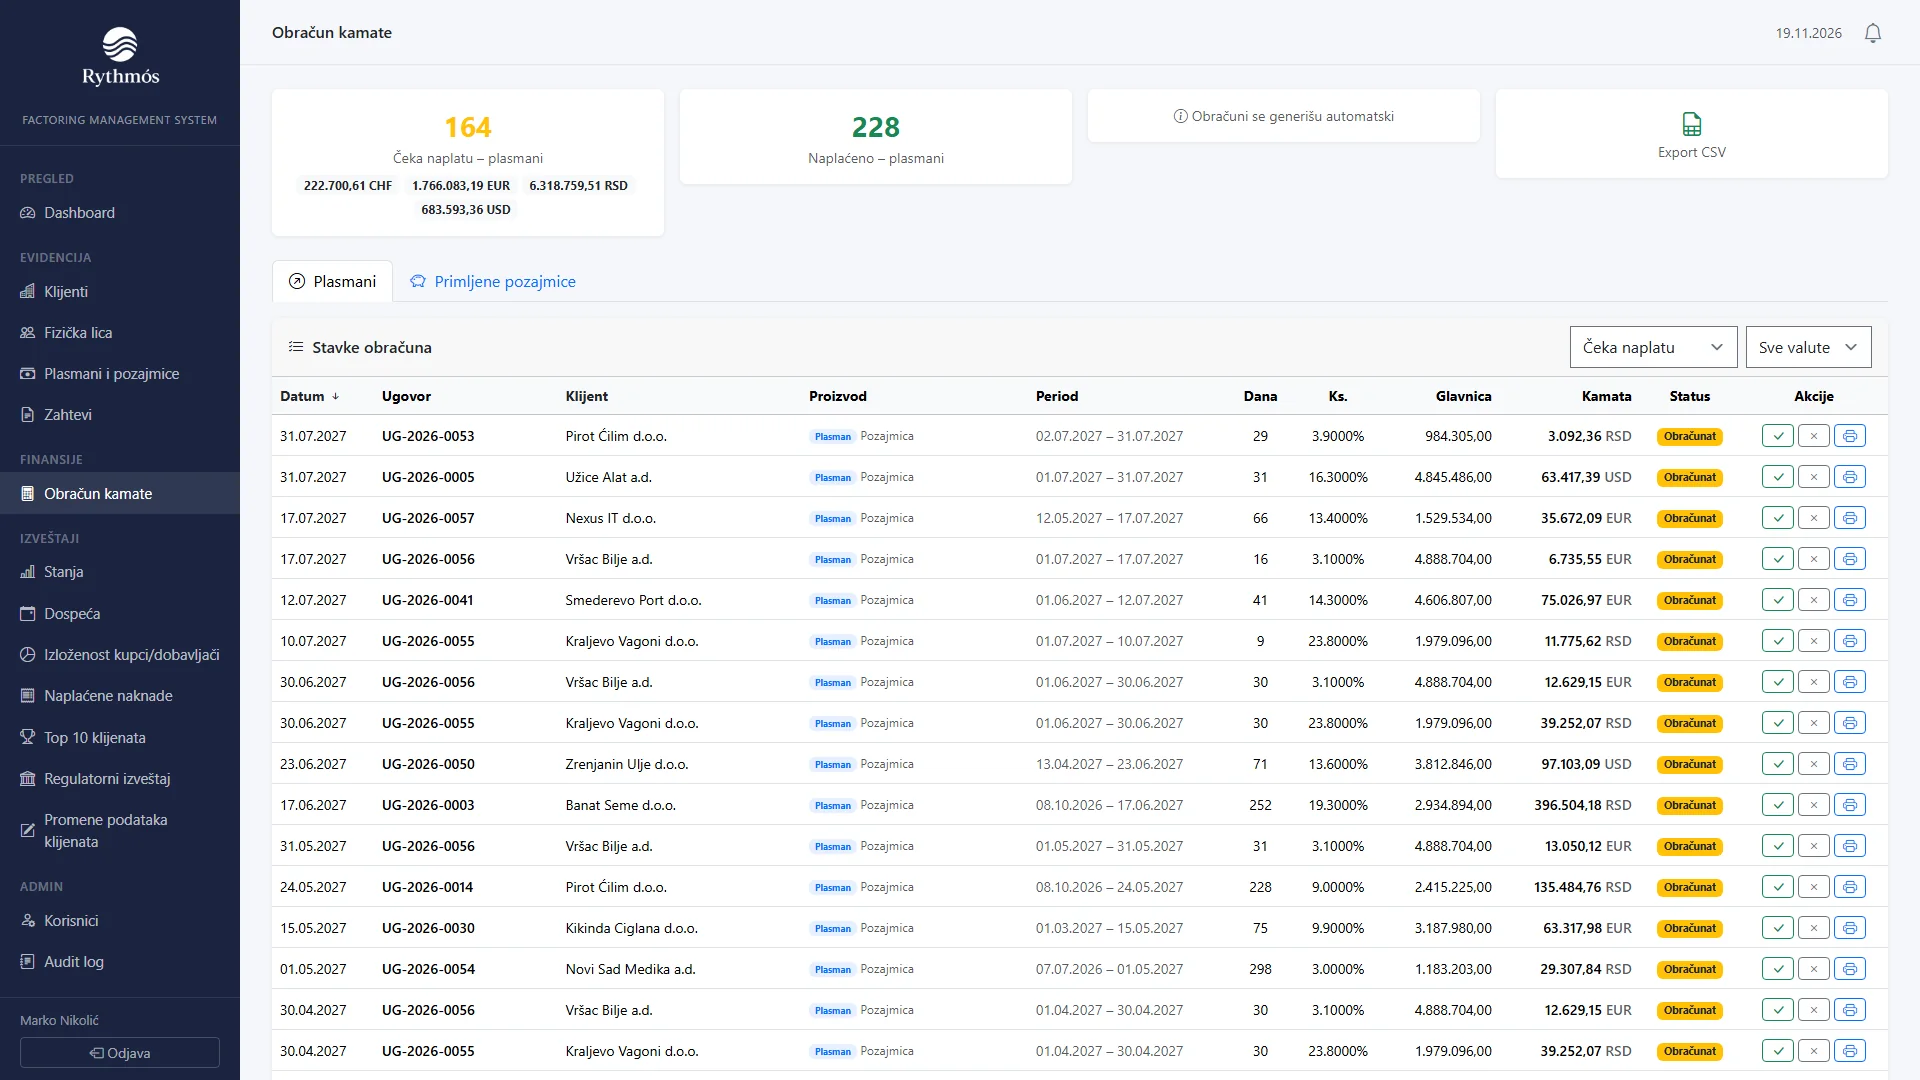 Rythmós
FACTORING MANAGEMENT SYSTEM
PREGLED
Dashboard
EVIDENCIJA
Klijenti
Fizička lica
Plasmani i pozajmice
Zahtevi
FINANSIJE
Obračun kamate
IZVEŠTAJI
Stanja
Dospeća
Izloženost kupci/dobavljači
Naplaćene naknade
Top 10 klijenata
Regulatorni izveštaj
Promene podataka
klijenata
ADMIN
Korisnici
Audit log
Marko Nikolić
Odjava
Obračun kamate
19.11.2026
164
Čeka naplatu – plasmani
222.700,61 CHF 1.766.083,19 EUR 6.318.759,51 RSD
683.593,36 USD
228
Naplaćeno – plasmani
Obračuni se generišu automatski
Export CSV
Plasmani Primljene pozajmice
Stavke obračuna Čeka naplatu Sve valute
Datum ↓ Ugovor Klijent Proizvod Period Dana Ks. Glavnica Kamata Status Akcije
31.07.2027 UG-2026-0053 Pirot Ćilim d.o.o. Plasman Pozajmica 02.07.2027 – 31.07.2027 29 3.9000% 984.305,00 3.092,36 RSD Obračunat
31.07.2027 UG-2026-0005 Užice Alat a.d. Plasman Pozajmica 01.07.2027 – 31.07.2027 31 16.3000% 4.845.486,00 63.417,39 USD Obračunat
17.07.2027 UG-2026-0057 Nexus IT d.o.o. Plasman Pozajmica 12.05.2027 – 17.07.2027 66 13.4000% 1.529.534,00 35.672,09 EUR Obračunat
17.07.2027 UG-2026-0056 Vršac Bilje a.d. Plasman Pozajmica 01.07.2027 – 17.07.2027 16 3.1000% 4.888.704,00 6.735,55 EUR Obračunat
12.07.2027 UG-2026-0041 Smederevo Port d.o.o. Plasman Pozajmica 01.06.2027 – 12.07.2027 41 14.3000% 4.606.807,00 75.026,97 EUR Obračunat
10.07.2027 UG-2026-0055 Kraljevo Vagoni d.o.o. Plasman Pozajmica 01.07.2027 – 10.07.2027 9 23.8000% 1.979.096,00 11.775,62 RSD Obračunat
30.06.2027 UG-2026-0056 Vršac Bilje a.d. Plasman Pozajmica 01.06.2027 – 30.06.2027 30 3.1000% 4.888.704,00 12.629,15 EUR Obračunat
30.06.2027 UG-2026-0055 Kraljevo Vagoni d.o.o. Plasman Pozajmica 01.06.2027 – 30.06.2027 30 23.8000% 1.979.096,00 39.252,07 RSD Obračunat
23.06.2027 UG-2026-0050 Zrenjanin Ulje d.o.o. Plasman Pozajmica 13.04.2027 – 23.06.2027 71 13.6000% 3.812.846,00 97.103,09 USD Obračunat
17.06.2027 UG-2026-0003 Banat Seme d.o.o. Plasman Pozajmica 08.10.2026 – 17.06.2027 252 19.3000% 2.934.894,00 396.504,18 RSD Obračunat
31.05.2027 UG-2026-0056 Vršac Bilje a.d. Plasman Pozajmica 01.05.2027 – 31.05.2027 31 3.1000% 4.888.704,00 13.050,12 EUR Obračunat
24.05.2027 UG-2026-0014 Pirot Ćilim d.o.o. Plasman Pozajmica 08.10.2026 – 24.05.2027 228 9.0000% 2.415.225,00 135.484,76 RSD Obračunat
15.05.2027 UG-2026-0030 Kikinda Ciglana d.o.o. Plasman Pozajmica 01.03.2027 – 15.05.2027 75 9.9000% 3.187.980,00 63.317,98 EUR Obračunat
01.05.2027 UG-2026-0054 Novi Sad Medika a.d. Plasman Pozajmica 07.07.2026 – 01.05.2027 298 3.0000% 1.183.203,00 29.307,84 RSD Obračunat
30.04.2027 UG-2026-0056 Vršac Bilje a.d. Plasman Pozajmica 01.04.2027 – 30.04.2027 30 3.1000% 4.888.704,00 12.629,15 EUR Obračunat
30.04.2027 UG-2026-0055 Kraljevo Vagoni d.o.o. Plasman Pozajmica 01.04.2027 – 30.04.2027 30 23.8000% 1.979.096,00 39.252,07 RSD Obračunat